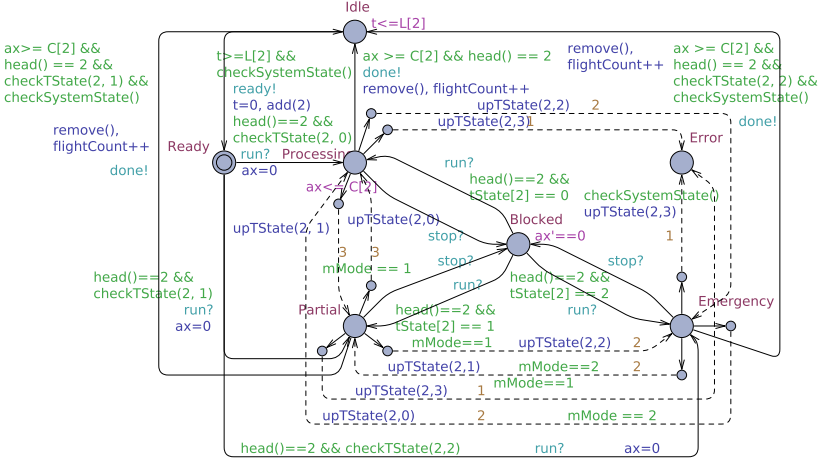 Idle
t<=L[2]
ax>= C[2] &&
head() == 2 &&
checkTState(2, 1) &&
checkSystemState()
t>=L[2] &&
checkSystemState()
ready!
t=0, add(2)
head()==2 &&
checkTState(2, 0)
run?
ax=0
ax >= C[2] && head() == 2
done!
remove(), flightCount++
remove(),
flightCount++
ax >= C[2] &&
head() == 2 &&
checkTState(2, 2) &&
checkSystemState()
done!
remove(),
flightCount++
done!
Ready
Processing
ax<= C[2]
upTState(2,2)
2
upTState(2,3)
1
Error
run?
head()==2 &&
tState[2] == 0
checkSystemState()
upTState(2,3)
1
Blocked
ax'==0
upTState(2,0)
upTState(2, 1)
stop?
3
3
mMode == 1
stop?
run?
stop?
head()==2 &&
tState[2] == 2
run?
head()==2 &&
checkTState(2, 1)
run?
ax=0
Partial
head()==2 &&
tState[2] == 1
mMode==1
Emergency
upTState(2,2)
2
upTState(2,1)
mMode==2
2
mMode==1
upTState(2,3)
1
upTState(2,0)
2
mMode == 2
head()==2 && checkTState(2,2)
run?
ax=0